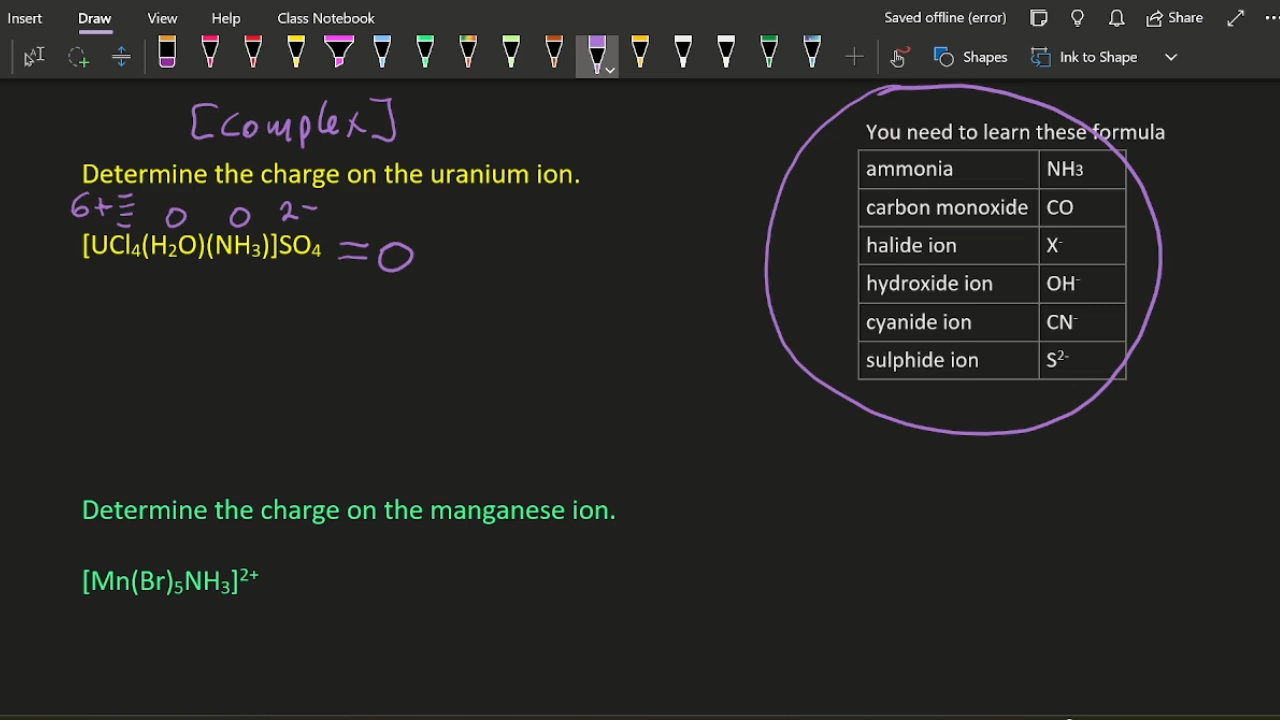 Insert Draw View Help Class Notebook Saved offline (error) Share
Shapes Ink to Shape
[complex]
You need to learn these formula
ammonia NH₃
carbon monoxide CO
halide ion X⁻
hydroxide ion OH⁻
cyanide ion CN⁻
sulphide ion S²⁻
Determine the charge on the uranium ion.
6+ 0 0 2-
[UCl₄(H₂O)(NH₃)]SO₄ =0
Determine the charge on the manganese ion.
[Mn(Br)₅NH₃]²⁺